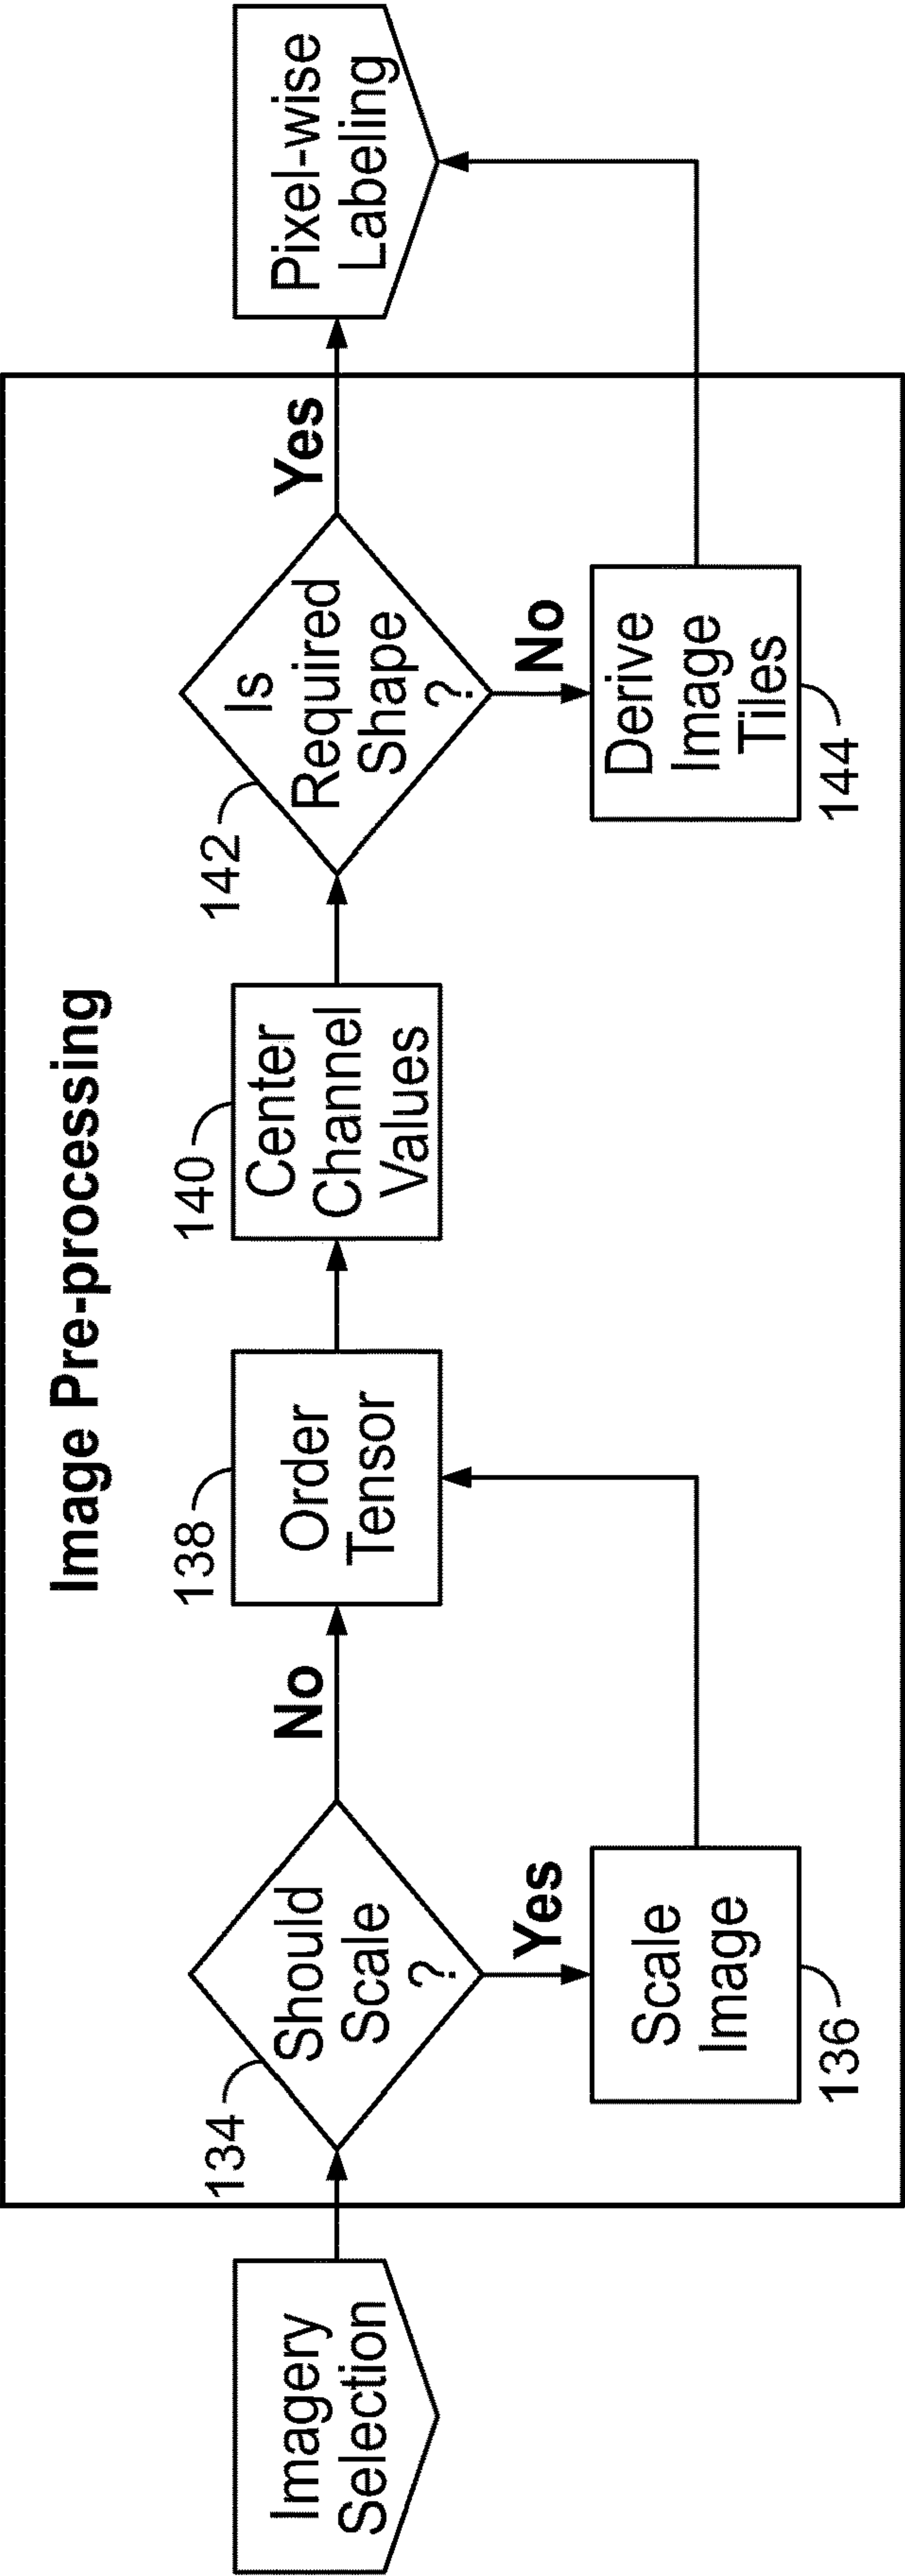 Image Pre-processing
Imagery
Selection
134
Should
Scale
?
Yes
No
Scale
Image
136
138
Order
Tensor
140
Center
Channel
Values
142
Is
Required
Shape
?
No
Yes
Derive
Image
Tiles
144
Pixel-wise
Labeling